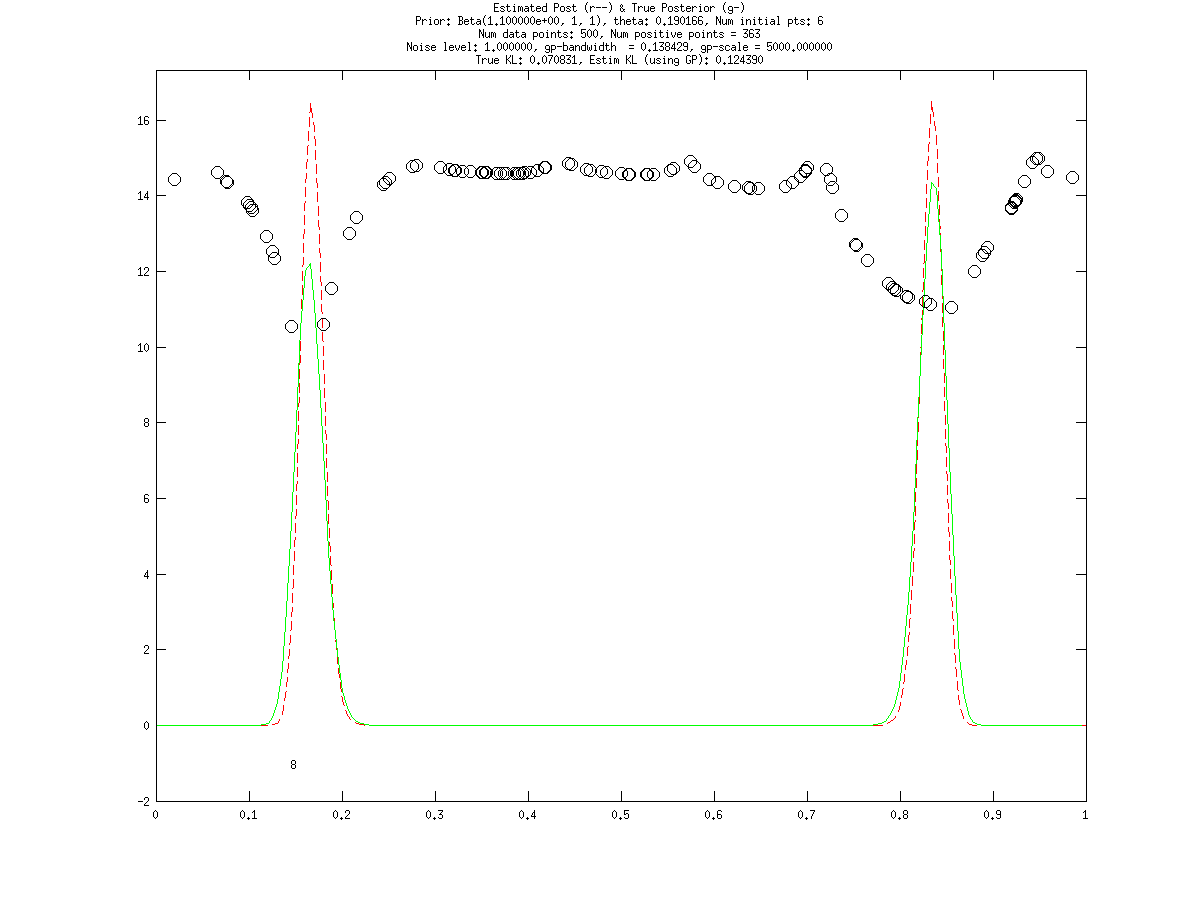 Estimated Post (r--) & True Posterior (g-)
Prior: Beta(1.100000e+00, 1, 1), theta: 0.190166, Num initial pts: 6
Num data points: 500, Num positive points = 363
Noise level: 1.000000, gp-bandwidth  = 0.138429, gp-scale = 5000.000000
True KL: 0.070831, Estim KL (using GP): 0.124390
16
14
12
10
8
6
4
2
0
8
-2
0 0.1 0.2 0.3 0.4 0.5 0.6 0.7 0.8 0.9 1